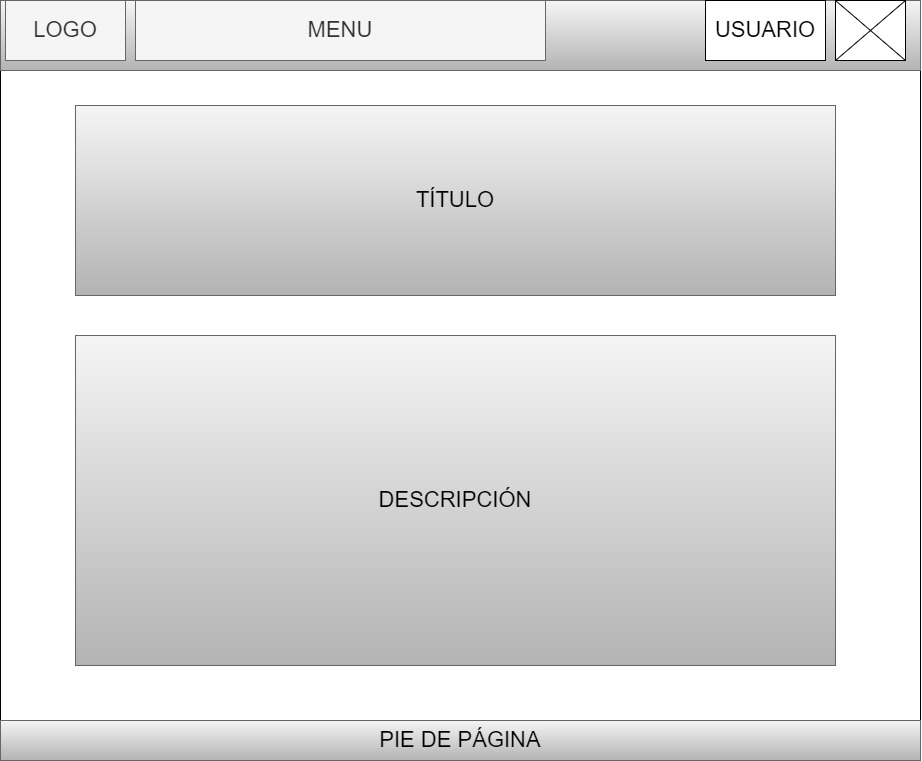 LOGO
MENU
USUARIO
TÍTULO
DESCRIPCIÓN
PIE DE PÁGINA